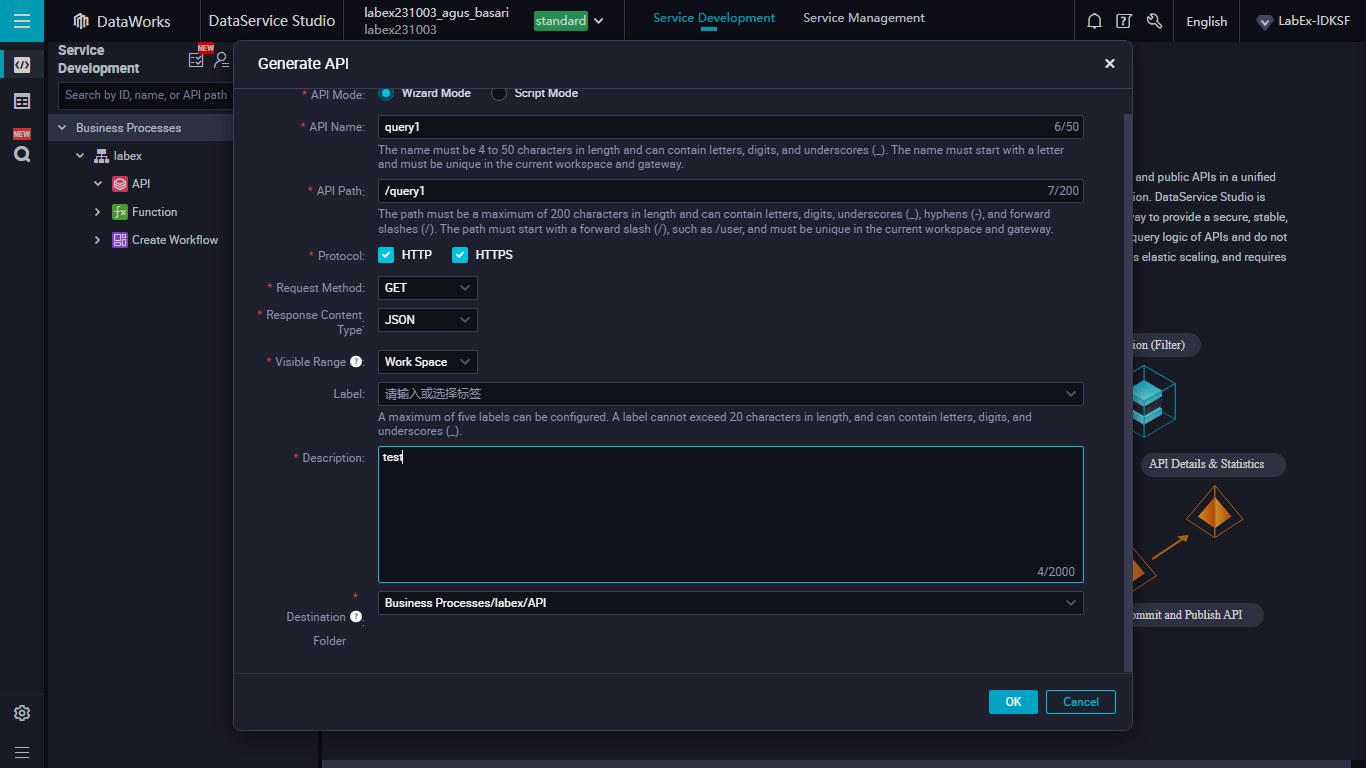 DataWorks
DataService Studio
labex231003_agus_basari
labex231003
standard
Service Development
Service Management
English
LabEx-lDKSF
Service
Development
NEW
Search by ID, name, or API path
NEW
Business Processes
labex
API
Function
Create Workflow
Generate API
* API Mode:
Wizard Mode
Script Mode
* API Name:
query1
6/50
The name must be 4 to 50 characters in length and can contain letters, digits, and underscores (_). The name must start with a letter
and must be unique in the current workspace and gateway.
* API Path:
/query1
7/200
The path must be a maximum of 200 characters in length and can contain letters, digits, underscores (_), hyphens (-), and forward
slashes (/). The path must start with a forward slash (/), such as /user, and must be unique in the current workspace and gateway.
* Protocol:
HTTP
HTTPS
* Request Method:
GET
* Response Content
Type:
JSON
* Visible Range ?:
Work Space
Label:
请输入或选择标签
A maximum of five labels can be configured. A label cannot exceed 20 characters in length, and can contain letters, digits, and
underscores (_).
* Description:
test
4/2000
*
Destination ?:
Folder
Business Processes/labex/API
OK
Cancel
and public APIs in a unified
ion. DataService Studio is
ay to provide a secure, stable,
query logic of APIs and do not
s elastic scaling, and requires
ion (Filter)
API Details & Statistics
ommit and Publish API